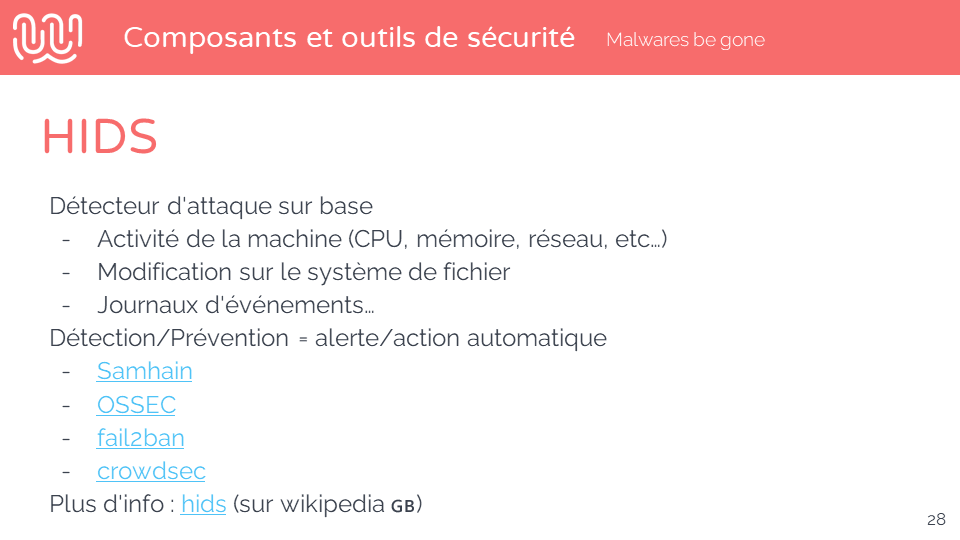 Composants et outils de sécurité Malwares be gone
HIDS
Détecteur d'attaque sur base
- Activité de la machine (CPU, mémoire, réseau, etc…)
- Modification sur le système de fichier
- Journaux d'événements…
Détection/Prévention = alerte/action automatique
- Samhain
- OSSEC
- fail2ban
- crowdsec
Plus d'info : hids (sur wikipedia GB)
28